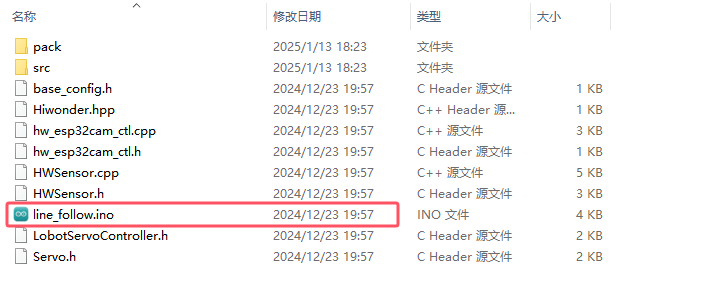 名称 修改日期 类型 大小
pack 2025/1/13 18:23 文件夹
src 2025/1/13 18:23 文件夹
base_config.h 2024/12/23 19:57 C Header 源文件 1 KB
Hiwonder.hpp 2024/12/23 19:57 C++ Header 源... 1 KB
hw_esp32cam_ctl.cpp 2024/12/23 19:57 C++ 源文件 3 KB
hw_esp32cam_ctl.h 2024/12/23 19:57 C Header 源文件 1 KB
HWSensor.cpp 2024/12/23 19:57 C++ 源文件 5 KB
HWSensor.h 2024/12/23 19:57 C Header 源文件 3 KB
line_follow.ino 2024/12/23 19:57 INO 文件 4 KB
LobotServoController.h 2024/12/23 19:57 C Header 源文件 2 KB
Servo.h 2024/12/23 19:57 C Header 源文件 2 KB